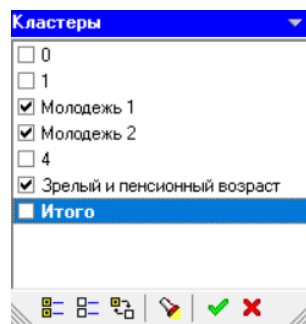 Кластеры
0
1
Молодежь 1
Молодежь 2
4
Зрелый и пенсионный возраст
Итого